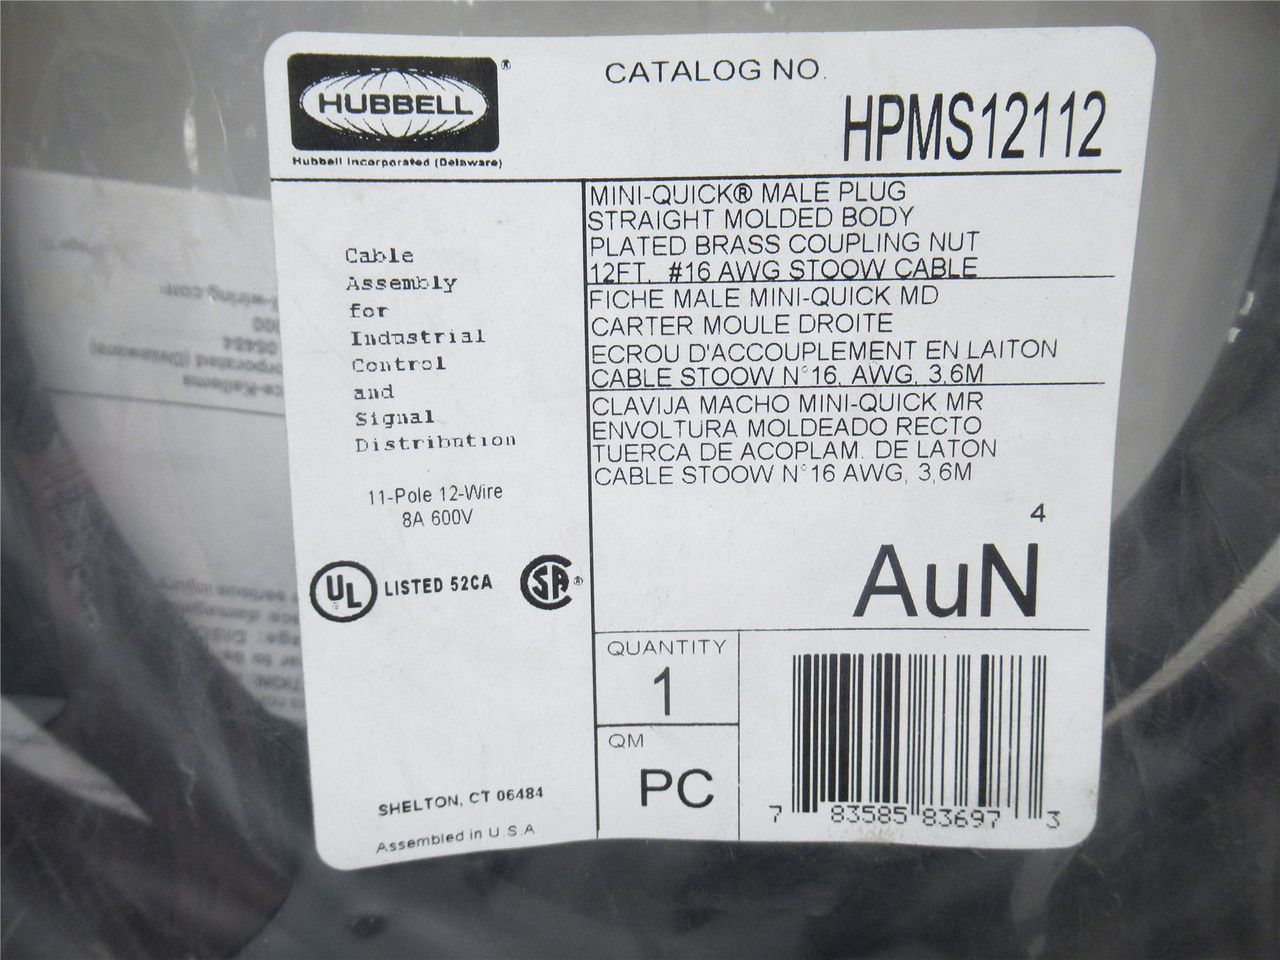 HUBBELL®
Hubbell Incorporated (Delaware)
CATALOG NO.
HPMS12112
Cable
Assembly
for
Industrial
Control
and
Signal
Distribution
11-Pole 12-Wire
8A 600V
UL LISTED 52CA SA®
SHELTON, CT 06484
Assembled in U.S.A
MINI-QUICK® MALE PLUG
STRAIGHT MOLDED BODY
PLATED BRASS COUPLING NUT
12FT. #16 AWG STOOW CABLE
FICHE MALE MINI-QUICK MD
CARTER MOULE DROITE
ECROU D'ACCOUPLEMENT EN LAITON
CABLE STOOW N°16, AWG, 3,6M
CLAVIJA MACHO MINI-QUICK MR
ENVOLTURA MOLDEADO RECTO
TUERCA DE ACOPLAM. DE LATON
CABLE STOOW N°16 AWG, 3,6M
4
AuN
QUANTITY
1
QM
PC
7 83585 83697 3